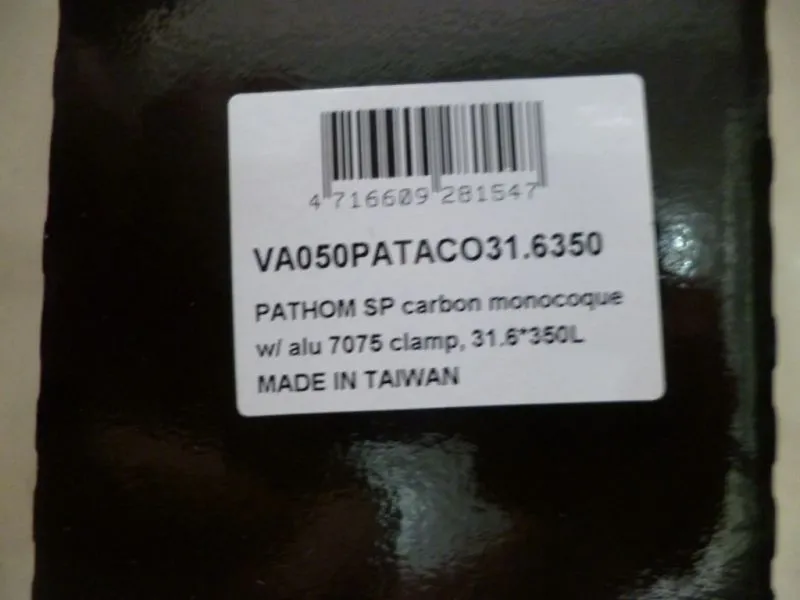 4 716609 281547
VA050PATACO31.6350
PATHOM SP carbon monocoque
w/ alu 7075 clamp, 31.6*350L
MADE IN TAIWAN